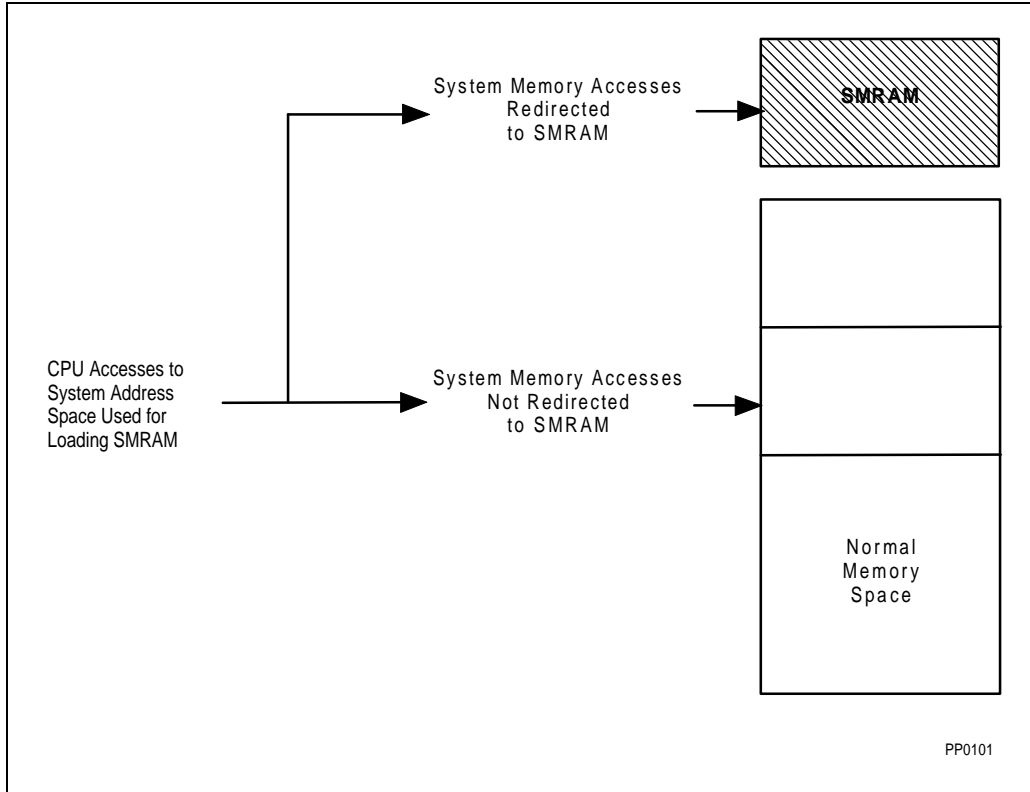 System Memory Accesses
Redirected
to SMRAM
SMRAM
CPU Accesses to
System Address
Space Used for
Loading SMRAM
System Memory Accesses
Not Redirected
to SMRAM
Normal
Memory
Space
PP0101